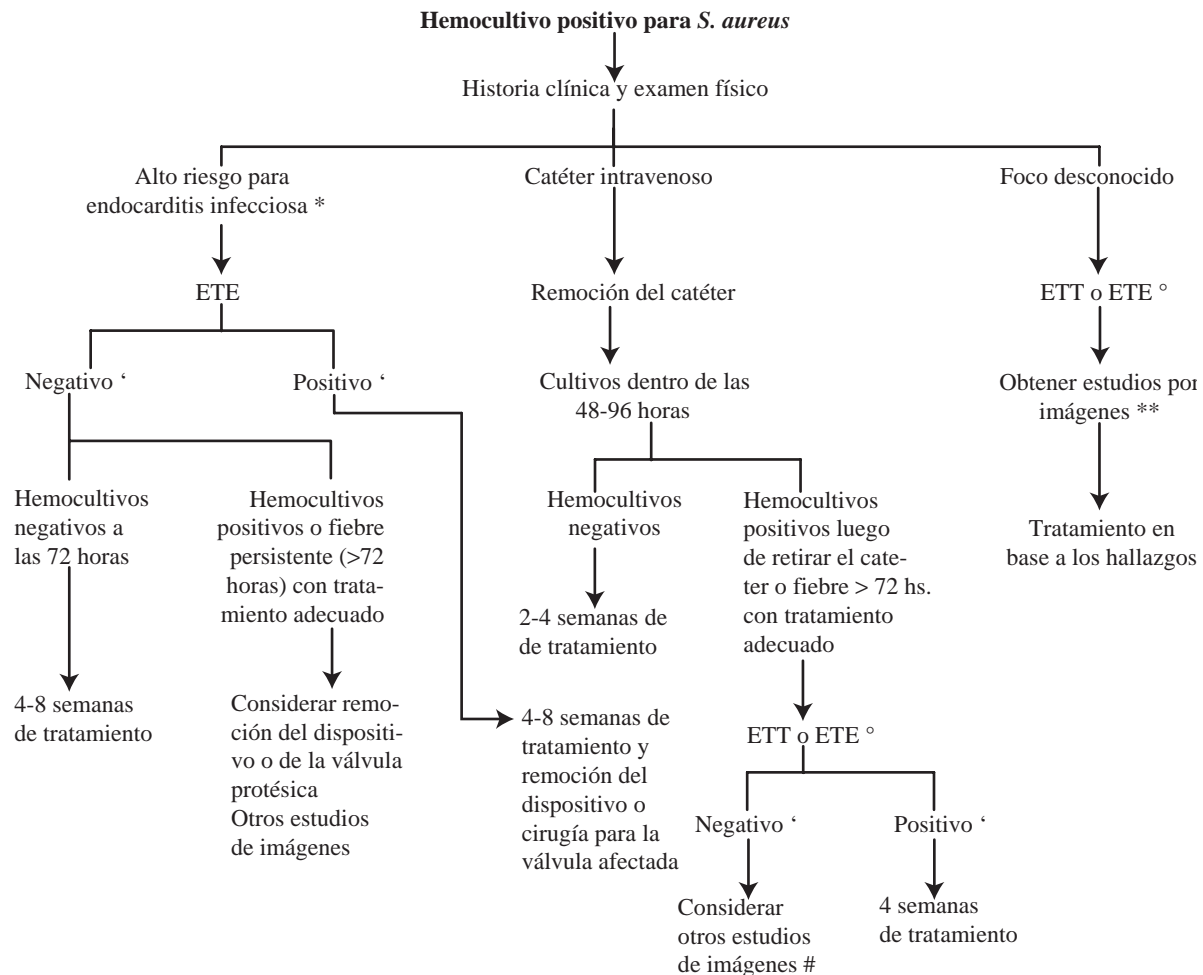 Hemocultivo positivo para S. aureus
Historia clínica y examen físico
Alto riesgo para
endocarditis infecciosa *
Catéter intravenoso
Foco desconocido
ETE
Remoción del catéter
ETT o ETE °
Negativo ‘
Positivo ‘
Cultivos dentro de las
48-96 horas
Obtener estudios por
imágenes **
Hemocultivos
negativos a
las 72 horas
Hemocultivos
positivos o fiebre
persistente (>72
horas) con trata-
miento adecuado
Hemocultivos
negativos
Hemocultivos
positivos luego
de retirar el cate-
ter o fiebre > 72 hs.
con tratamiento
adecuado
Tratamiento en
base a los hallazgos
2-4 semanas de
de tratamiento
4-8 semanas
de tratamiento
Considerar remo-
ción del dispositi-
vo o de la válvula
protésica
Otros estudios
de imágenes
4-8 semanas de
tratamiento y
remoción del
dispositivo o
cirugía para la
válvula afectada
ETT o ETE °
Negativo ‘
Positivo ‘
Considerar
otros estudios
de imágenes #
4 semanas
de tratamiento